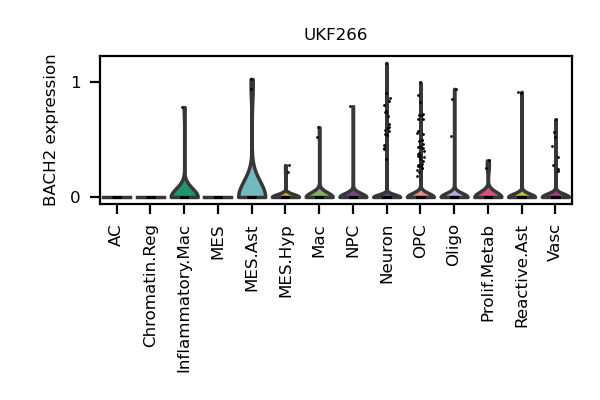 UKF266
BACH2 expression
1
0
AC
Chromatin.Reg
Inflammatory.Mac
MES
MES.Ast
MES.Hyp
Mac
NPC
Neuron
OPC
Oligo
Prolif.Metab
Reactive.Ast
Vasc